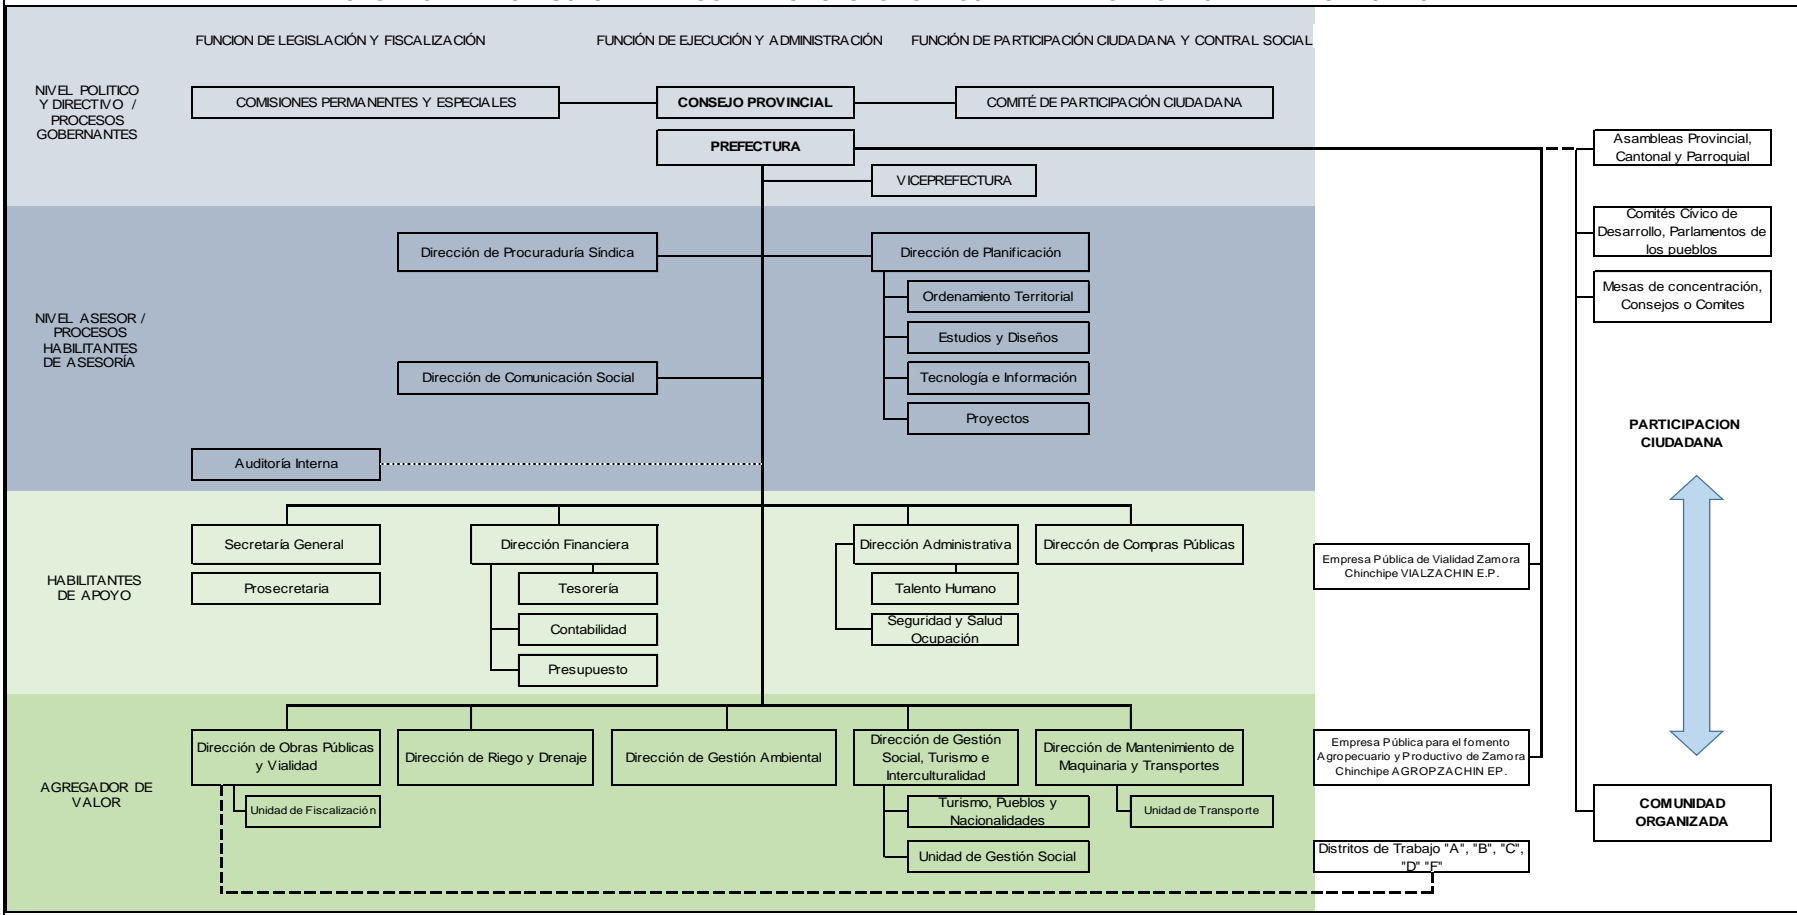 FUNCION DE LEGISLACIÓN Y FISCALIZACIÓN
FUNCIÓN DE EJECUCIÓN Y ADMINISTRACIÓN
FUNCIÓN DE PARTICIPACIÓN CIUDADANA Y CONTRAL SOCIAL
NIVEL POLITICO
Y DIRECTIVO /
PROCESOS
GOBERNANTES
COMISIONES PERMANENTES Y ESPECIALES
CONSEJO PROVINCIAL
COMITÉ DE PARTICIPACIÓN CIUDADANA
PREFECTURA
VICEPREFECTURA
Asambleas Provincial,
Cantonal y Parroquial
Comités Cívico de
Desarrollo, Parlamentos de
los pueblos
Mesas de concentración,
Consejos o Comites
NIVEL ASESOR /
PROCESOS
HABILITANTES
DE ASESORÍA
Dirección de Procuraduría Síndica
Dirección de Planificación
Ordenamiento Territorial
Estudios y Diseños
Dirección de Comunicación Social
Tecnología e Información
Proyectos
Auditoría Interna
PARTICIPACION
CIUDADANA
HABILITANTES
DE APOYO
Secretaría General
Prosecretaria
Dirección Financiera
Tesorería
Contabilidad
Presupuesto
Dirección Administrativa
Talento Humano
Seguridad y Salud
Ocupación
Direccón de Compras Públicas
Empresa Pública de Vialidad Zamora
Chinchipe VIALZACHIN E.P.
AGREGADOR DE
VALOR
Dirección de Obras Públicas
y Vialidad
Unidad de Fiscalización
Dirección de Riego y Drenaje
Dirección de Gestión Ambiental
Dirección de Gestión
Social, Turismo e
Interculturalidad
Turismo, Pueblos y
Nacionalidades
Unidad de Gestión Social
Dirección de Mantenimiento de
Maquinaria y Transportes
Unidad de Transporte
Empresa Pública para el fomento
Agropecuario y Productivo de Zamora
Chinchipe AGROPZACHIN EP.
COMUNIDAD
ORGANIZADA
Distritos de Trabajo "A", "B", "C",
"D" "F"